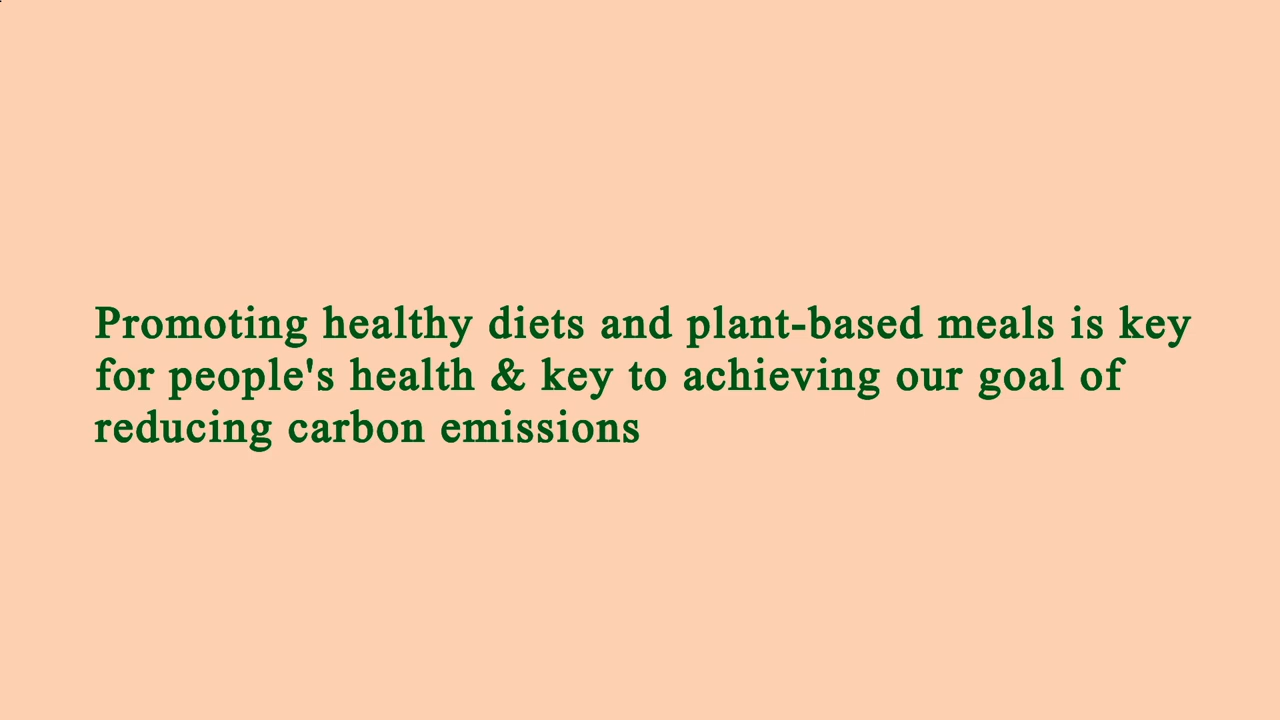 Promoting healthy diets and plant-based meals is key
for people's health & key to achieving our goal of
reducing carbon emissions